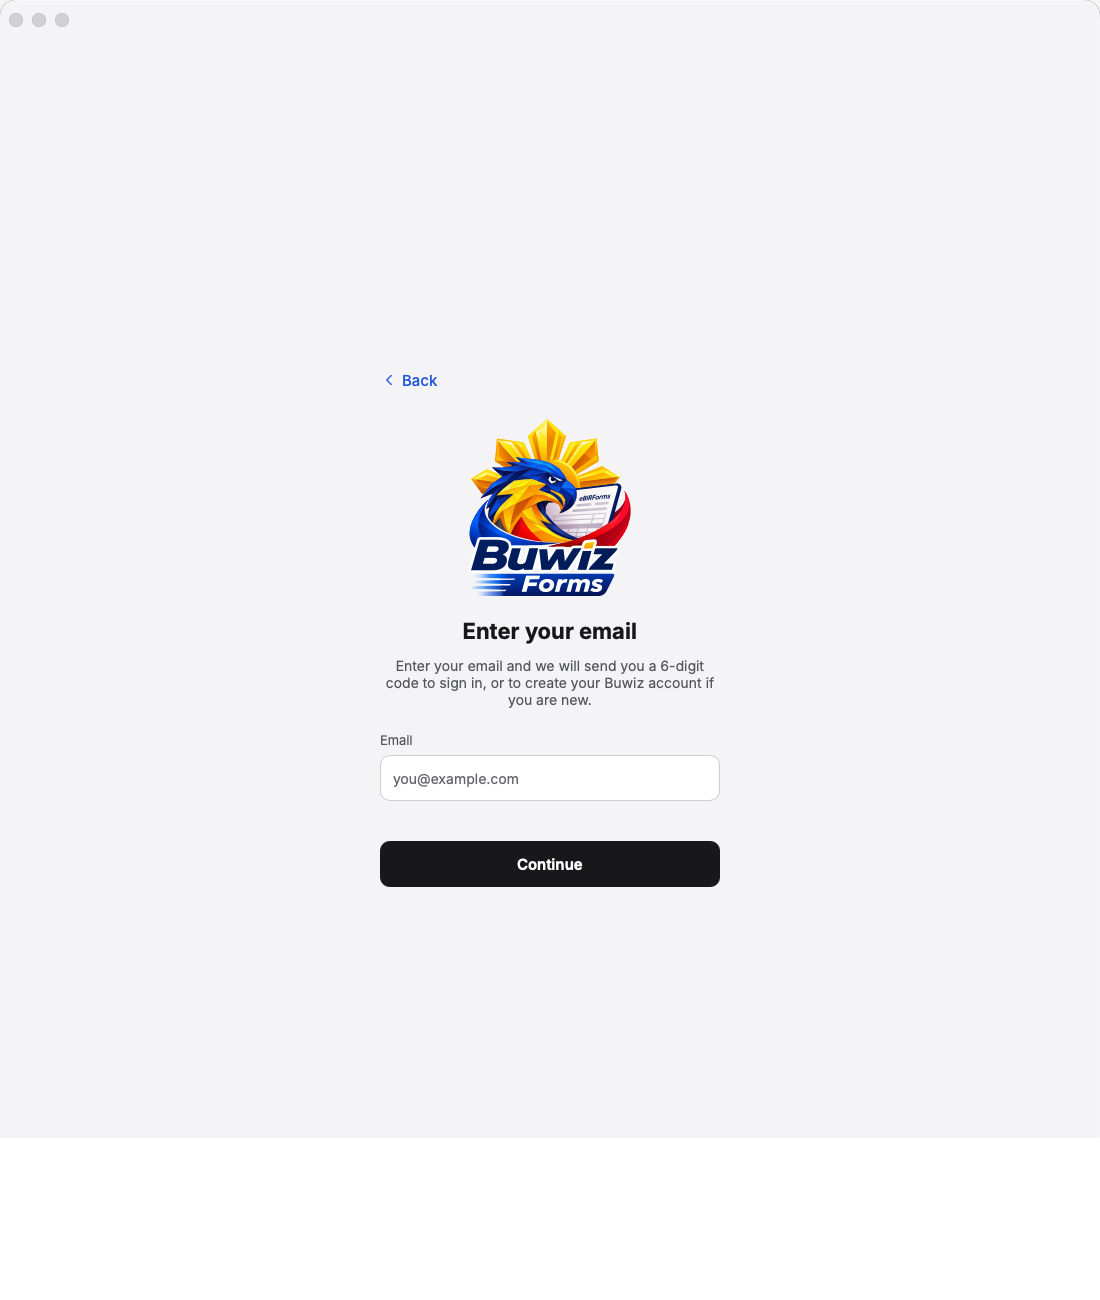 Back
eBIRForms
Buwiz
Forms
Enter your email
Enter your email and we will send you a 6-digit
code to sign in, or to create your Buwiz account if
you are new.
Email
you@example.com
Continue